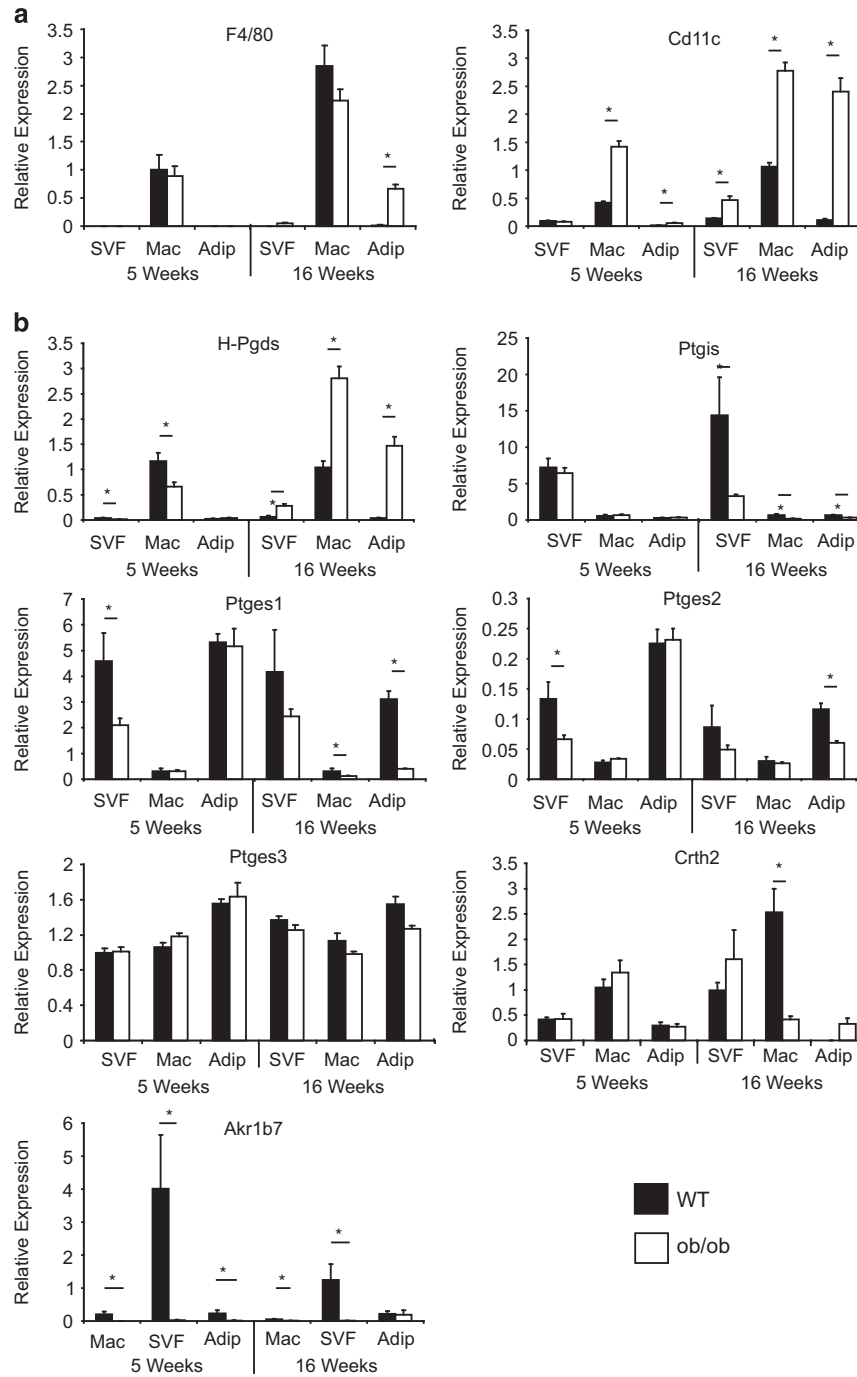 a
F4/80
Relative Expression
3.5
3
2.5
2
1.5
1
0.5
0
*
SVF Mac Adip SVF Mac Adip
5 Weeks 16 Weeks
Cd11c
Relative Expression
3.5
3
2.5
2
1.5
1
0.5
0
* * * * *
SVF Mac Adip SVF Mac Adip
5 Weeks 16 Weeks
b
H-Pgds
Relative Expression
3.5
3
2.5
2
1.5
1
0.5
0
* * * * *
SVF Mac Adip SVF Mac Adip
5 Weeks 16 Weeks
Ptgis
Relative Expression
25
20
15
10
5
0
* * *
SVF Mac Adip SVF Mac Adip
5 Weeks 16 Weeks
Ptges1
Relative Expression
7
6
5
4
3
2
1
0
* * *
SVF Mac Adip SVF Mac Adip
5 Weeks 16 Weeks
Ptges2
Relative Expression
0.3
0.25
0.2
0.15
0.1
0.05
0
* *
SVF Mac Adip SVF Mac Adip
5 Weeks 16 Weeks
Ptges3
Relative Expression
2
1.6
1.2
0.8
0.4
0
SVF Mac Adip SVF Mac Adip
5 Weeks 16 Weeks
Crth2
Relative Expression
3.5
3
2.5
2
1.5
1
0.5
0
*
SVF Mac Adip SVF Mac Adip
5 Weeks 16 Weeks
Akr1b7
Relative Expression
6
5
4
3
2
1
0
* * * * *
Mac SVF Adip Mac SVF Adip
5 Weeks 16 Weeks
WT
ob/ob